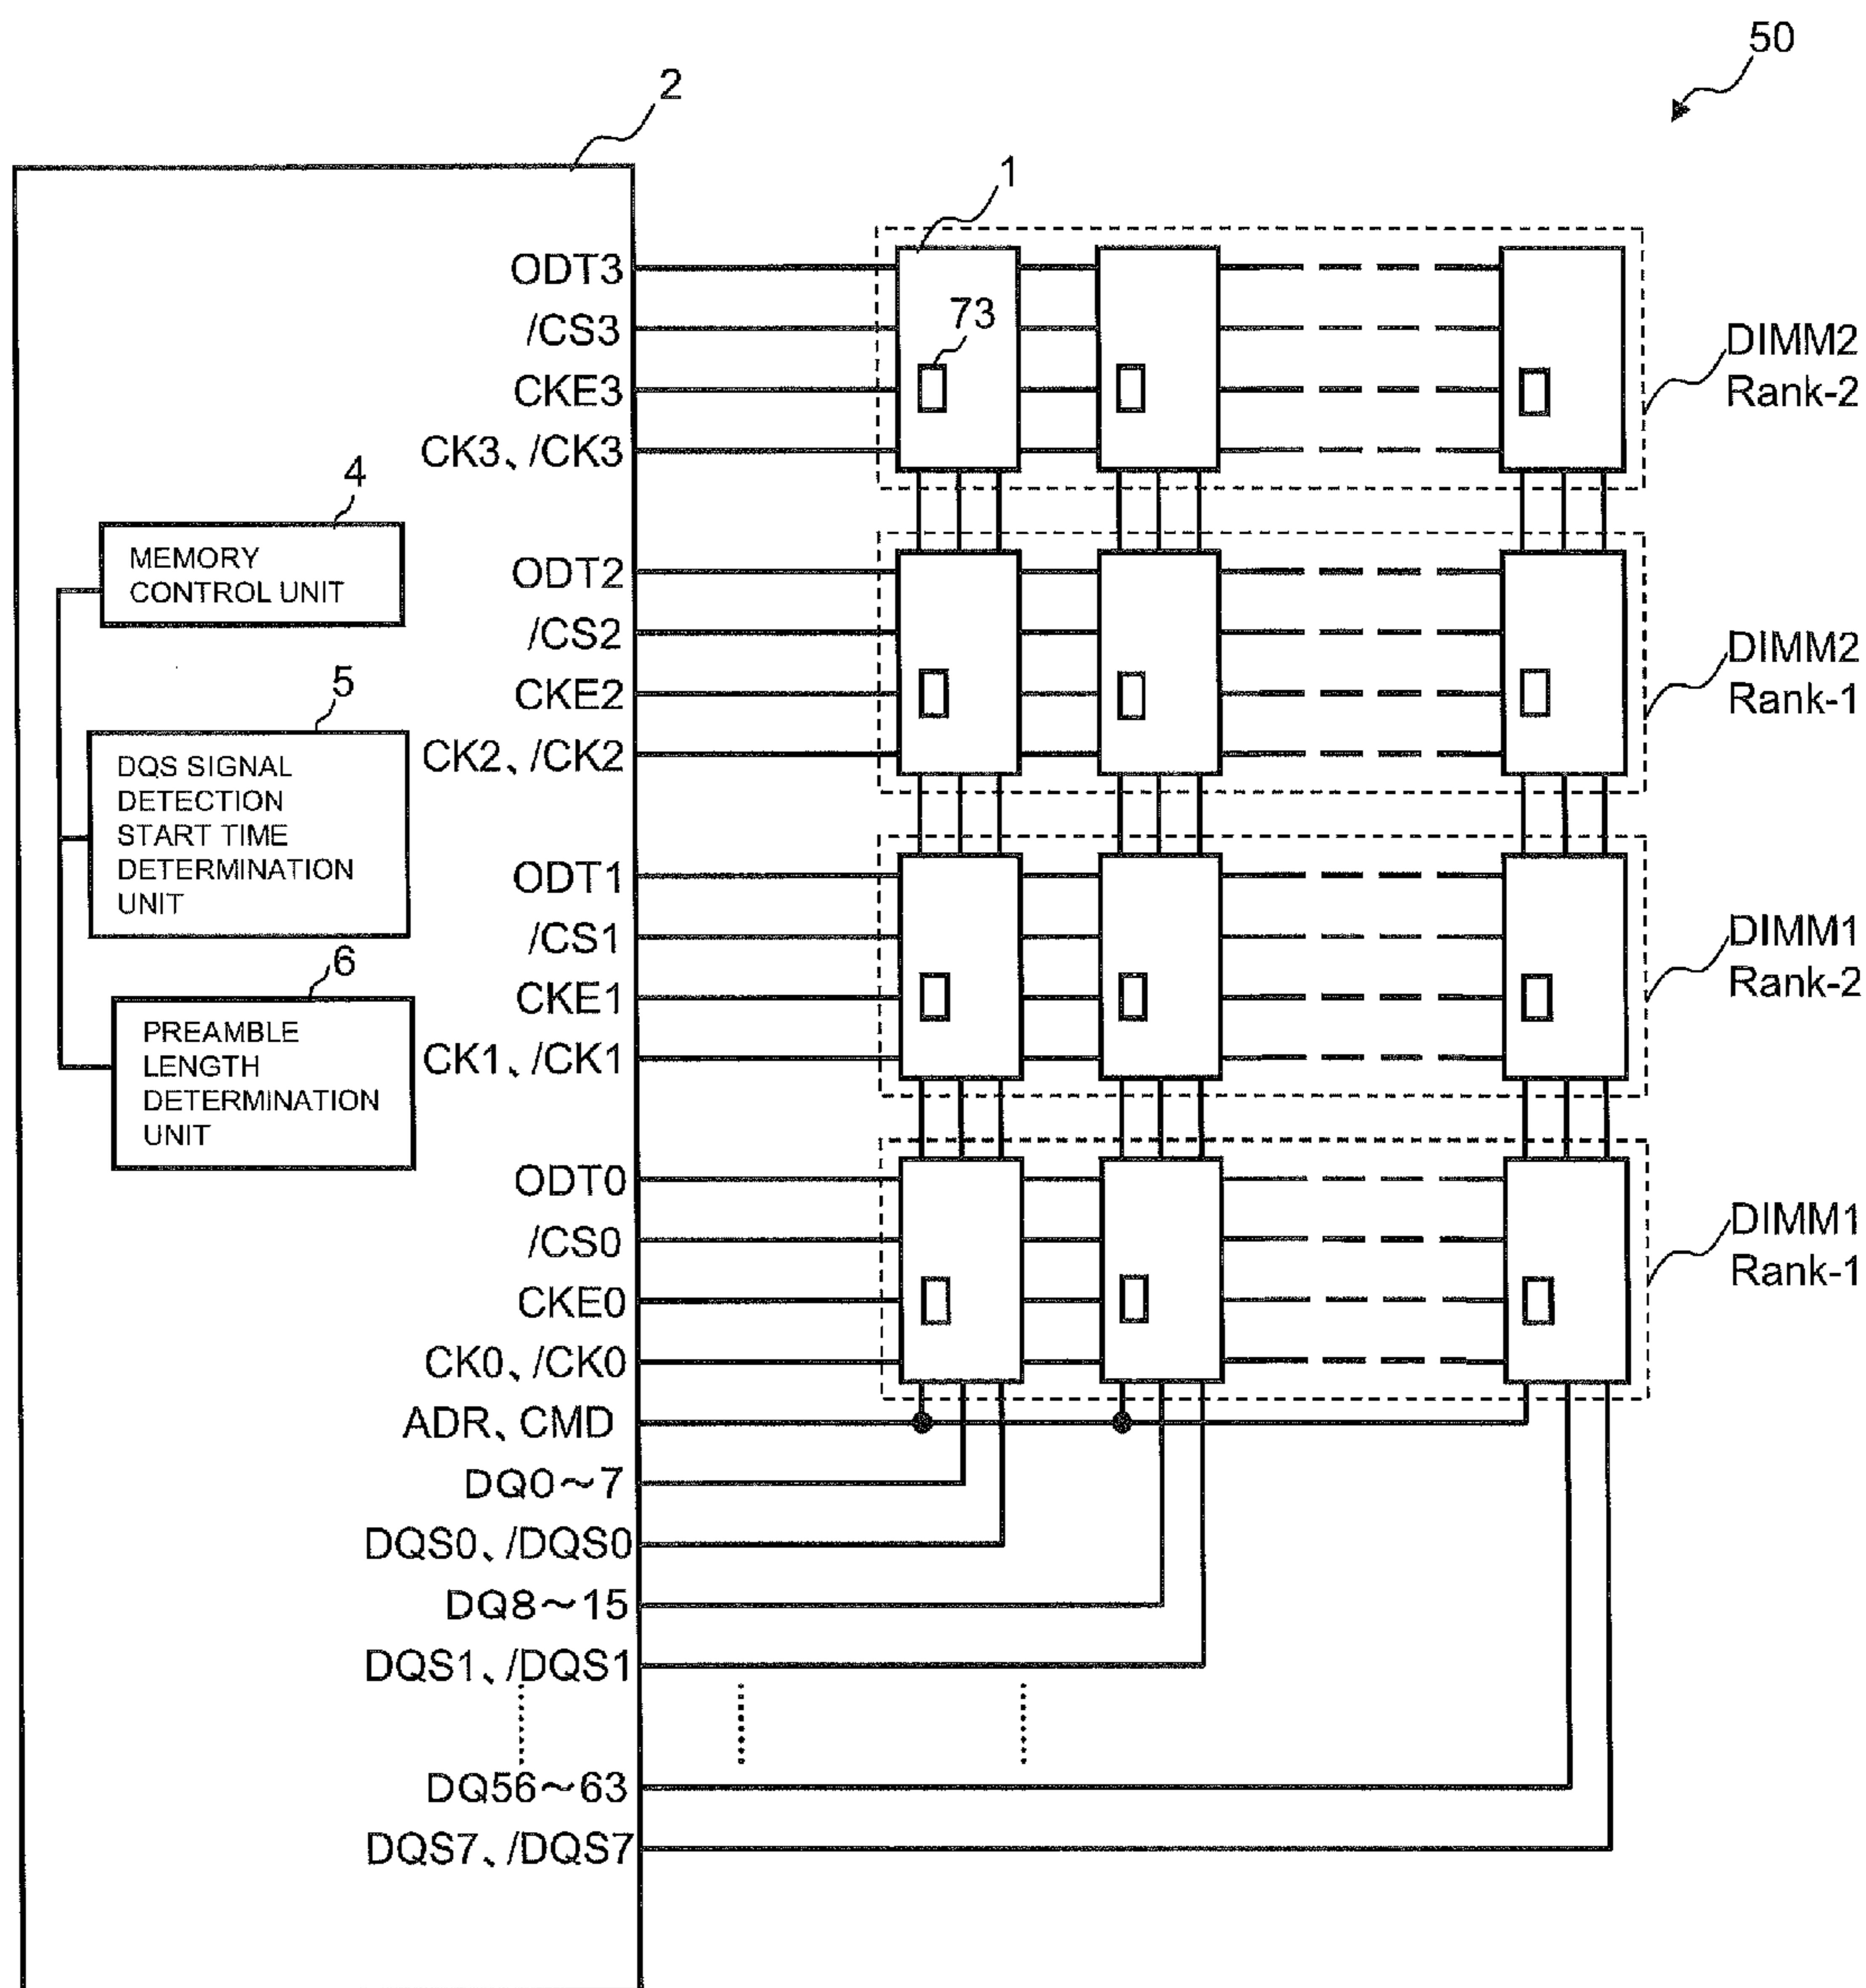 50
2
1
ODT3
/CS3
73
CKE3
CK3、/CK3
DIMM2
Rank-2
4
MEMORY
CONTROL UNIT
ODT2
/CS2
CKE2
CK2、/CK2
DIMM2
Rank-1
5
DQS SIGNAL
DETECTION
START TIME
DETERMINATION
UNIT
ODT1
/CS1
CKE1
CK1、/CK1
DIMM1
Rank-2
6
PREAMBLE
LENGTH
DETERMINATION
UNIT
ODT0
/CS0
CKE0
CK0、/CK0
DIMM1
Rank-1
ADR、CMD
DQ0～7
DQS0、/DQS0
DQ8～15
DQS1、/DQS1
DQ56～63
DQS7、/DQS7